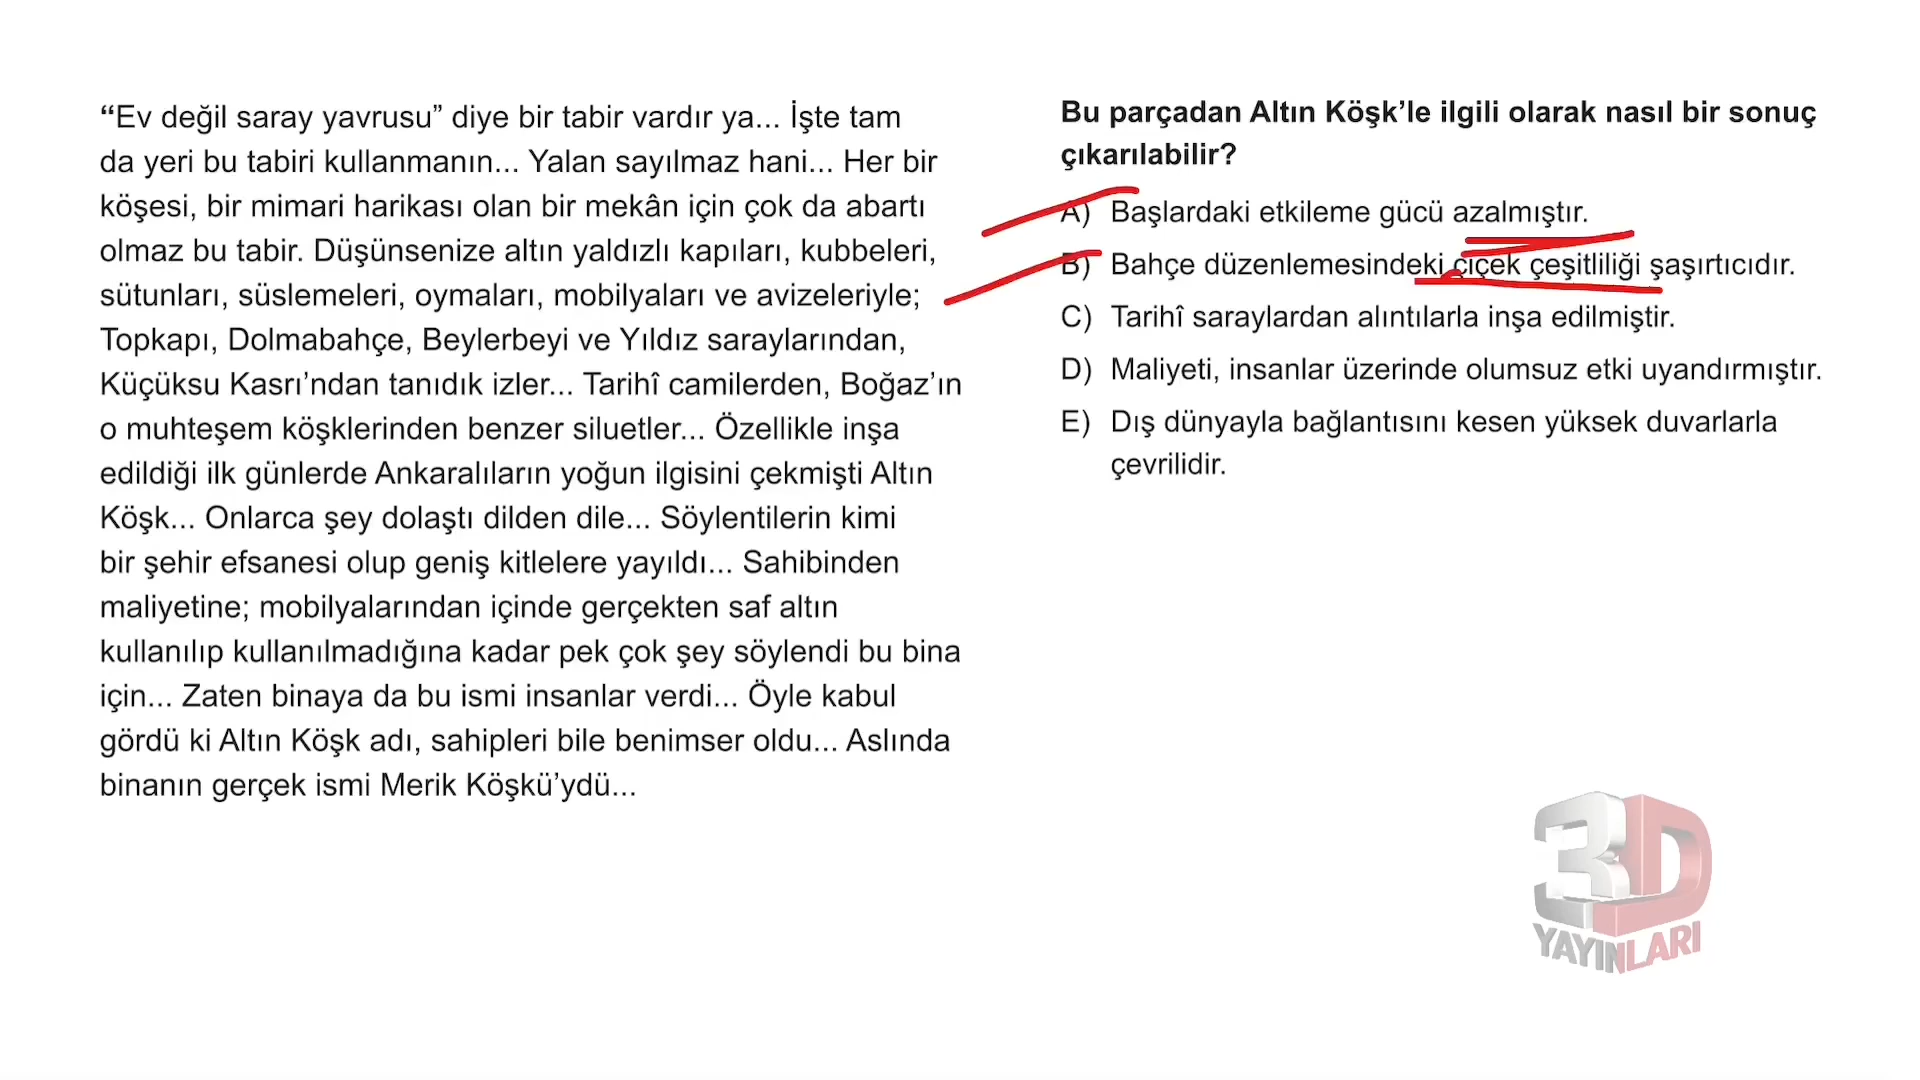 “Ev değil saray yavrusu” diye bir tabir vardır ya... İşte tam
da yeri bu tabiri kullanmanın... Yalan sayılmaz hani... Her bir
köşesi, bir mimari harikası olan bir mekân için çok da abartı
olmaz bu tabir. Düşünsenize altın yaldızlı kapıları, kubbeleri,
sütunları, süslemeleri, oymaları, mobilyaları ve avizeleriyle;
Topkapı, Dolmabahçe, Beylerbeyi ve Yıldız saraylarından,
Küçüksu Kasrı’ndan tanıdık izler... Tarihî camilerden, Boğaz’ın
o muhteşem köşklerinden benzer siluetler... Özellikle inşa
edildiği ilk günlerde Ankaralıların yoğun ilgisini çekmişti Altın
Köşk... Onlarca şey dolaştı dilden dile... Söylentilerin kimi
bir şehir efsanesi olup geniş kitlelere yayıldı... Sahibinden
maliyetine; mobilyalarından içinde gerçekten saf altın
kullanılıp kullanılmadığına kadar pek çok şey söylendi bu bina
için... Zaten binaya da bu ismi insanlar verdi... Öyle kabul
gördü ki Altın Köşk adı, sahipleri bile benimser oldu... Aslında
binanın gerçek ismi Merik Köşkü’ydü...
Bu parçadan Altın Köşk’le ilgili olarak nasıl bir sonuç
çıkarılabilir?
A) Başlardaki etkileme gücü azalmıştır.
B) Bahçe düzenlemesindeki çiçek çeşitliliği şaşırtıcıdır.
C) Tarihî saraylardan alıntılarla inşa edilmiştir.
D) Maliyeti, insanlar üzerinde olumsuz etki uyandırmıştır.
E) Dış dünyayla bağlantısını kesen yüksek duvarlarla
çevrilidir.
3D
YAYINLARI